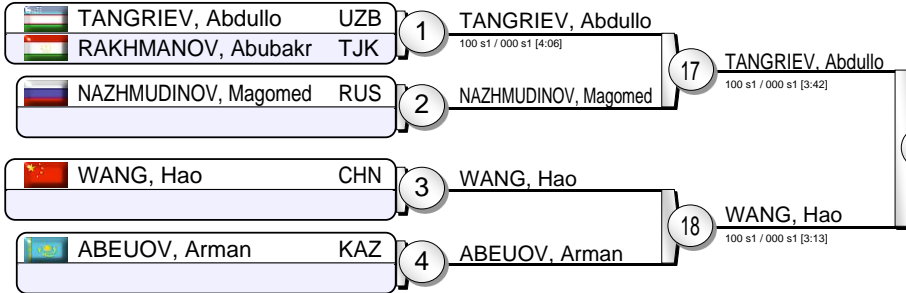 TANGRIEV, Abdullo UZB
RAKHMANOV, Abubakr TJK
1
TANGRIEV, Abdullo
100 s1 / 000 s1 [4:06]
NAZHMUDINOV, Magomed RUS
2
NAZHMUDINOV, Magomed
17
TANGRIEV, Abdullo
100 s1 / 000 s1 [3:42]
WANG, Hao CHN
3
WANG, Hao
ABEUOV, Arman KAZ
4
ABEUOV, Arman
18
WANG, Hao
100 s1 / 000 s1 [3:13]